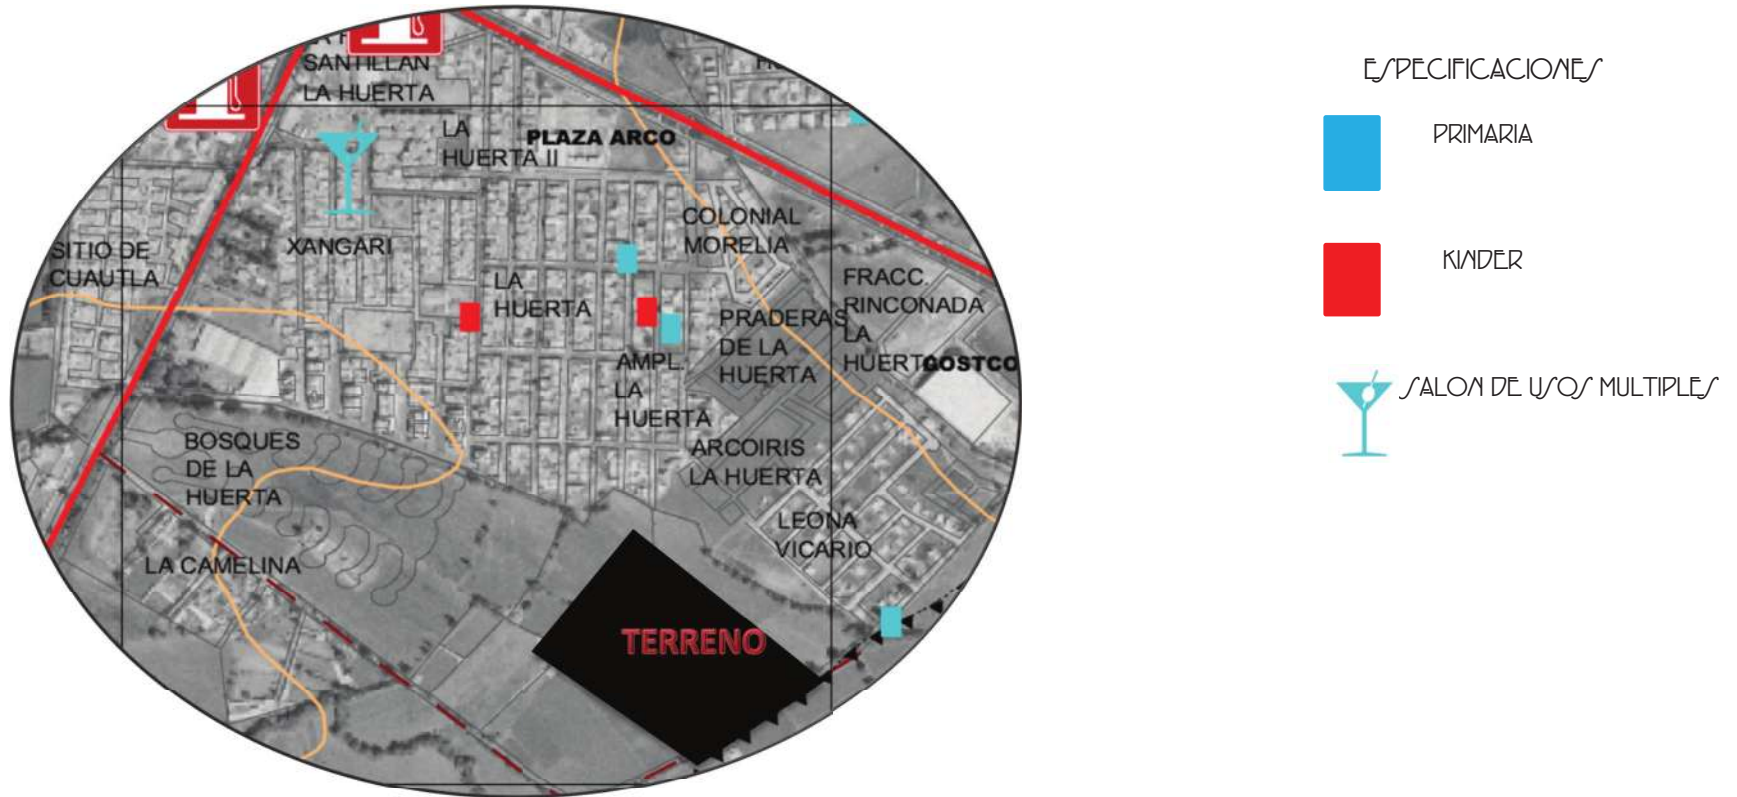 SANTILLAN
LA HUERTA
LA
HUERTA II
PLAZA ARCO
COLONIAL
MORELIA
SITIO DE
CUAUTLA
XANGARI
LA
HUERTA
FRACC.
RINCONADA
LA
HUERT
COSTCO
PRADERAS
DE LA
HUERTA
AMPL.
LA
HUERTA
BOSQUES
DE LA
HUERTA
ARCOIRIS
LA HUERTA
LEONA
VICARIO
LA CAMELINA
TERRENO
ESPECIFICACIONES
PRIMARIA
KINDER
SALON DE USOS MULTIPLES